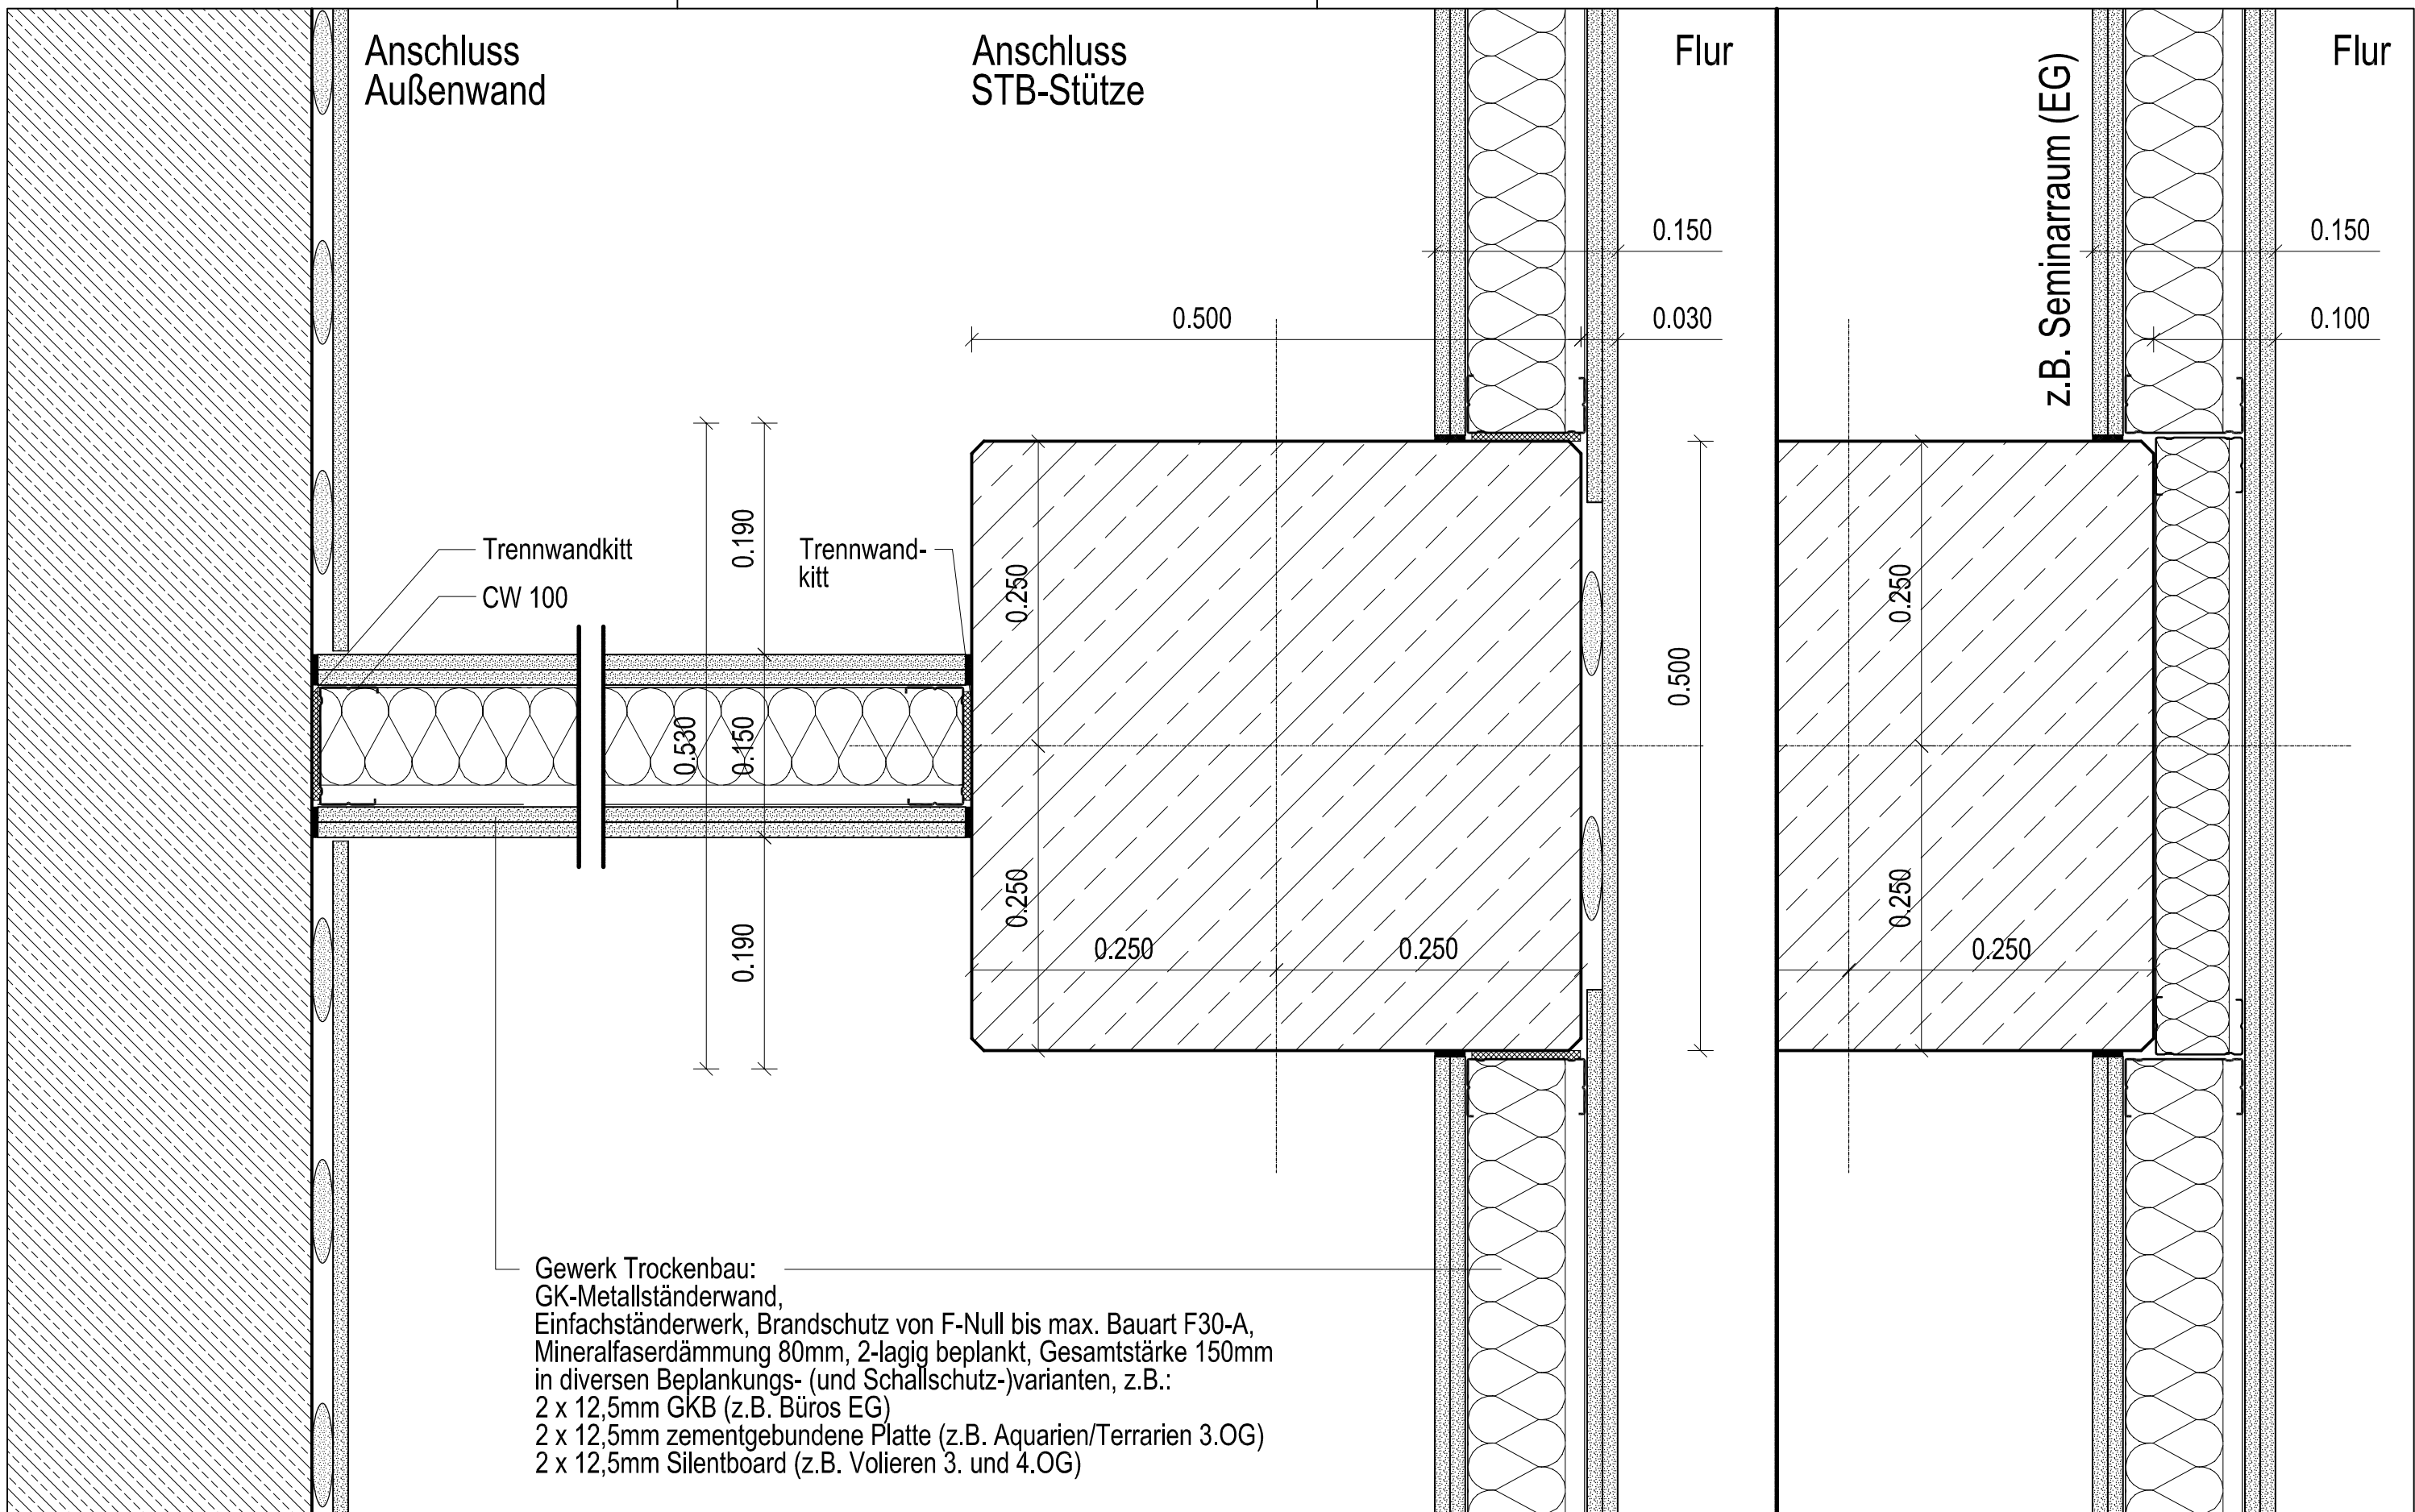 Anschluss
Außenwand
Anschluss
STB-Stütze
Flur
z.B. Seminarraum (EG)
Flur
0.150
0.150
0.500
0.030
0.100
0.190
Trennwandkitt
CW 100
Trennwand-
kitt
0.250
0.250
0.500
0.530
0.150
0.190
0.250
0.250
0.250
0.250
0.250
Gewerk Trockenbau:
GK-Metallständerwand,
Einfachständerwerk, Brandschutz von F-Null bis max. Bauart F30-A,
Mineralfaserdämmung 80mm, 2-lagig beplankt, Gesamtstärke 150mm
in diversen Beplankungs- (und Schallschutz-)varianten, z.B.:
2 x 12,5mm GKB (z.B. Büros EG)
2 x 12,5mm zementgebundene Platte (z.B. Aquarien/Terrarien 3.OG)
2 x 12,5mm Silentboard (z.B. Volieren 3. und 4.OG)